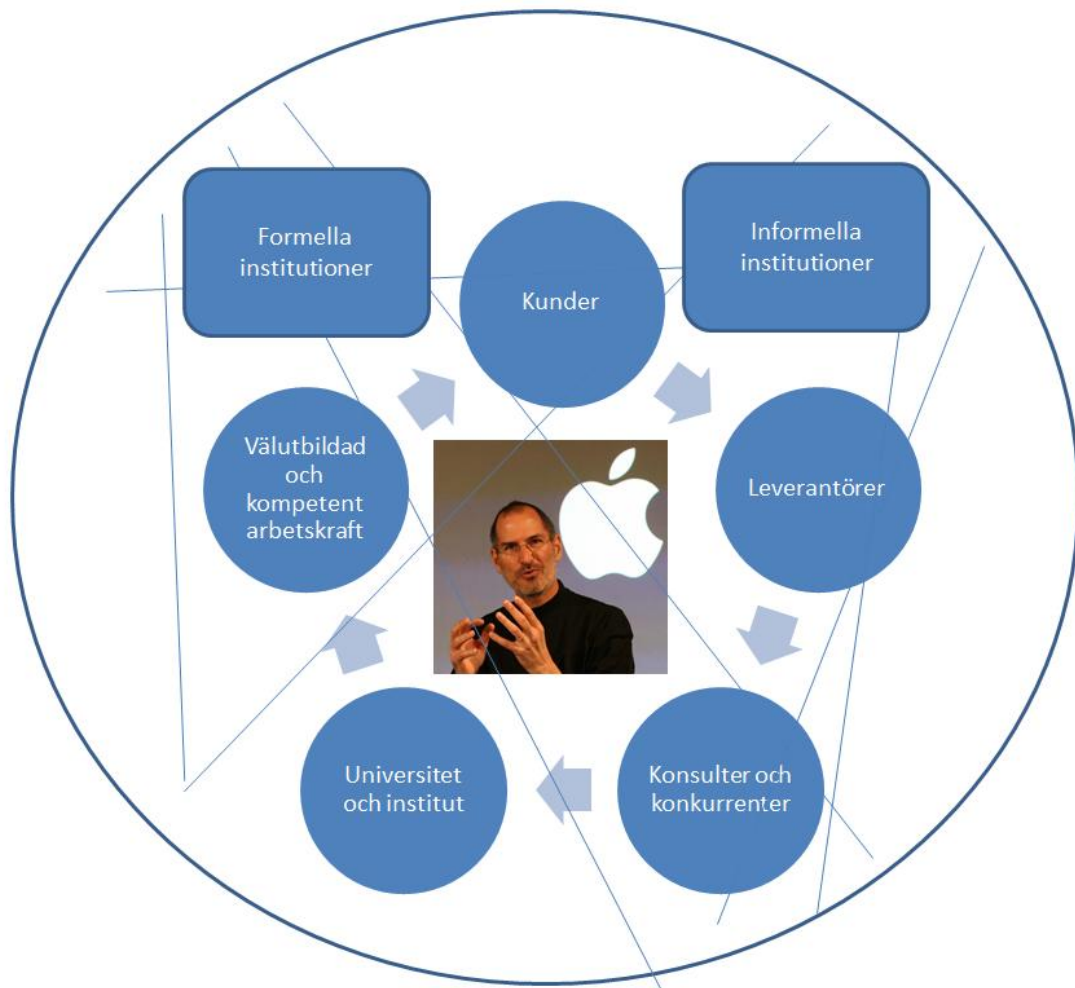 Formella
institutioner
Informella
institutioner
Kunder
Välutbildad
och
kompetent
arbetskraft
Leverantörer
Universitet
och institut
Konsulter och
konkurrenter